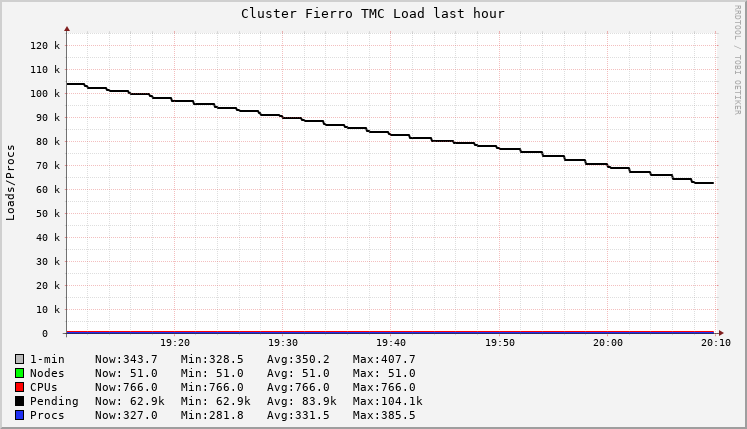 Cluster Fierro TMC Load last hour
RRDTOOL / TOBI OETIKER
Loads/Procs
120 k
110 k
100 k
90 k
80 k
70 k
60 k
50 k
40 k
30 k
20 k
10 k
0
19:20 19:30 19:40 19:50 20:00 20:10
1-min Now:343.7 Min:328.5 Avg:350.2 Max:407.7
Nodes Now: 51.0 Min: 51.0 Avg: 51.0 Max: 51.0
CPUs Now:766.0 Min:766.0 Avg:766.0 Max:766.0
Pending Now: 62.9k Min: 62.9k Avg: 83.9k Max:104.1k
Procs Now:327.0 Min:281.8 Avg:331.5 Max:385.5